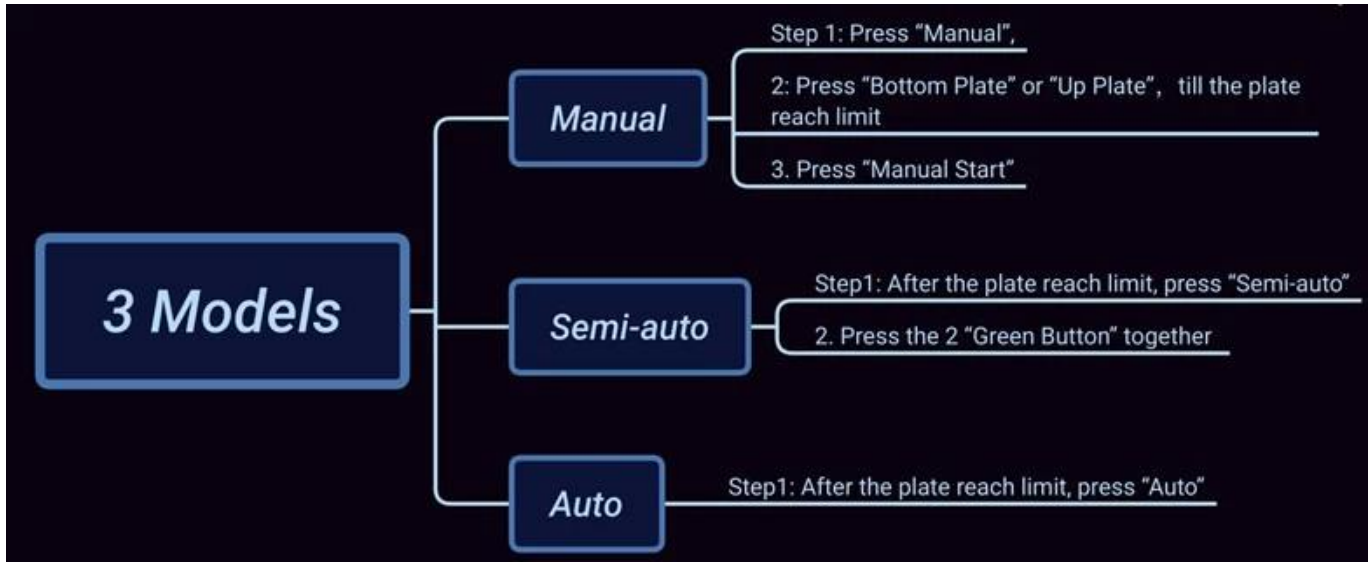 3 Models
Manual
Step 1: Press “Manual”,
2: Press “Bottom Plate” or “Up Plate”，till the plate
reach limit
3. Press “Manual Start”
Semi-auto
Step1: After the plate reach limit, press “Semi-auto”
2. Press the 2 “Green Button” together
Auto
Step1: After the plate reach limit, press “Auto”